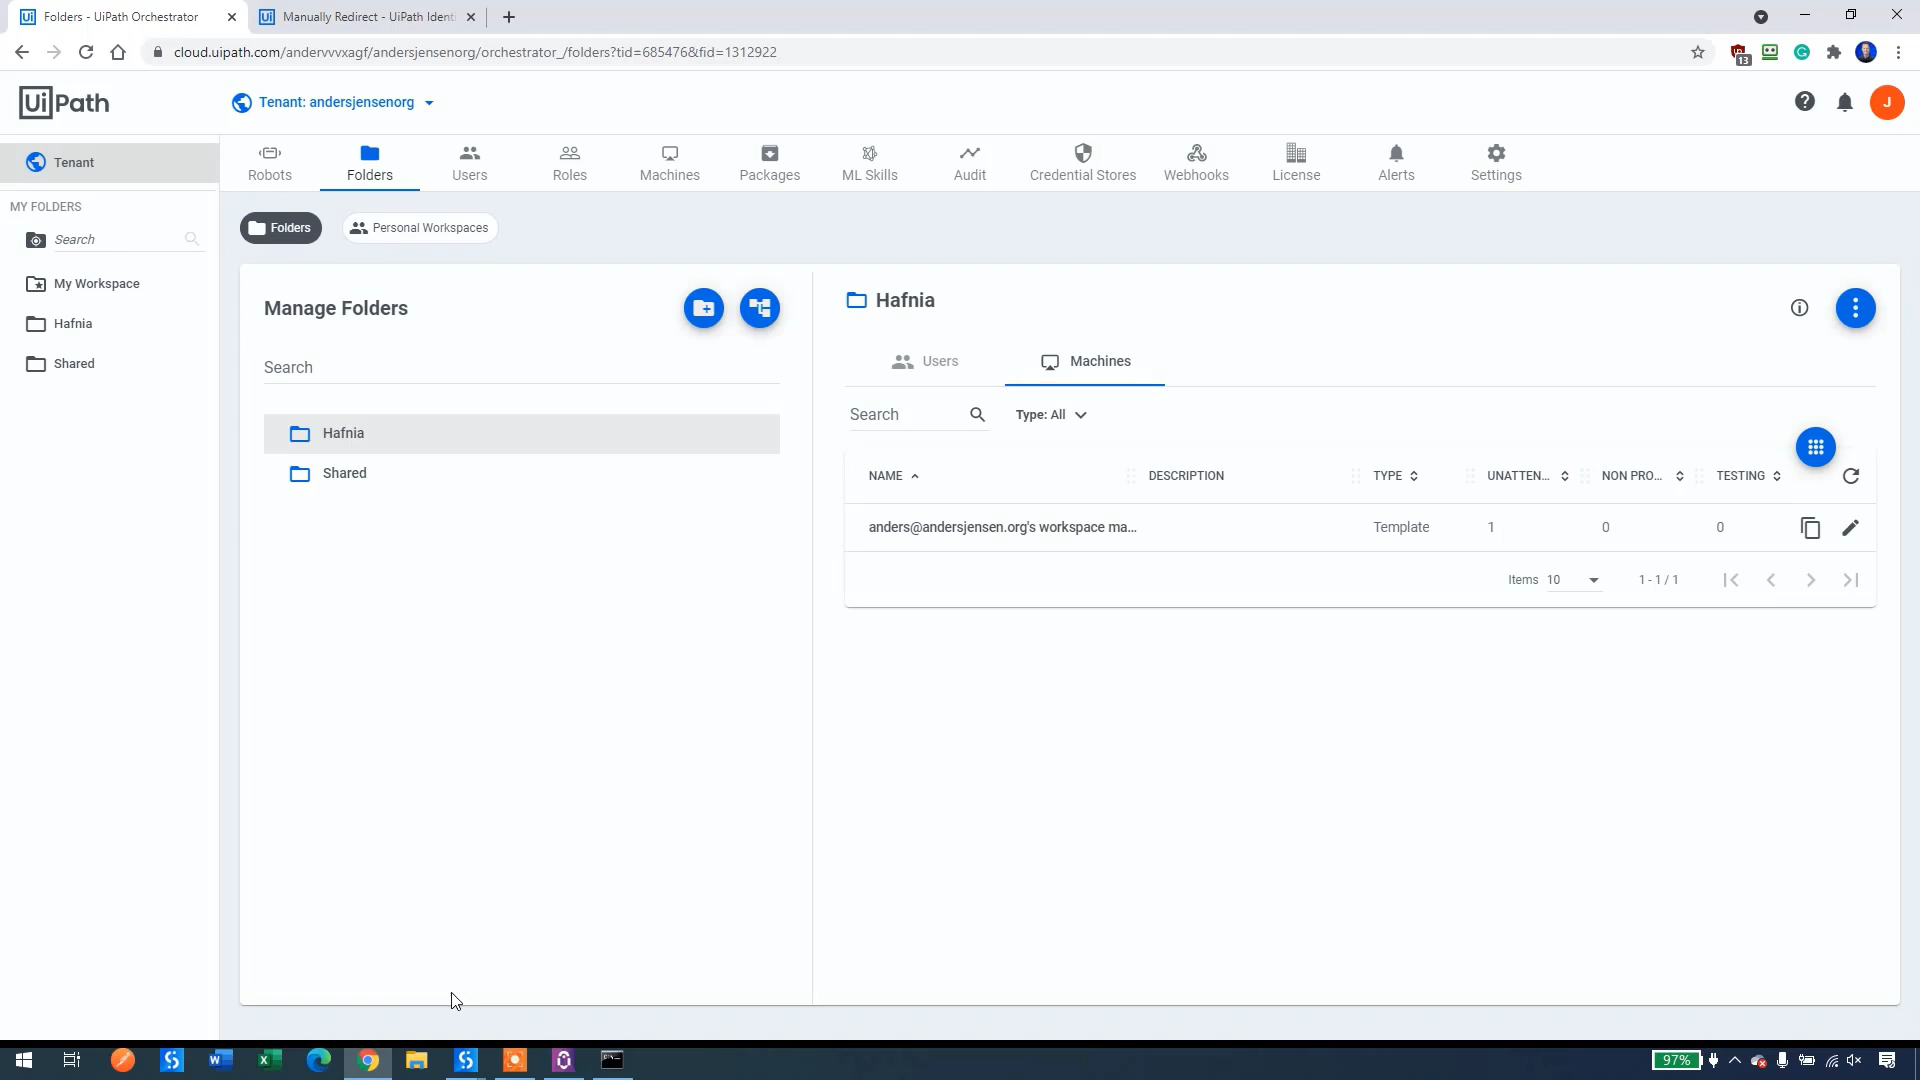 Folders - UiPath Orchestrator
Manually Redirect - UiPath Identi
cloud.uipath.com/andervvvxagf/andersjensenorg/orchestrator_/folders?tid=685476&fid=1312922
13
UiPath
Tenant: andersjensenorg
J
Tenant
Robots
Folders
Users
Roles
Machines
Packages
ML Skills
Audit
Credential Stores
Webhooks
License
Alerts
Settings
MY FOLDERS
Search
My Workspace
Hafnia
Shared
Folders
Personal Workspaces
Manage Folders
Search
Hafnia
Shared
Hafnia
Users
Machines
Search
Type: All
NAME
DESCRIPTION
TYPE
UNATTEN...
NON PRO...
TESTING
anders@andersjensen.org's workspace ma...
Template
1
0
0
Items 10
1 - 1 / 1
97%